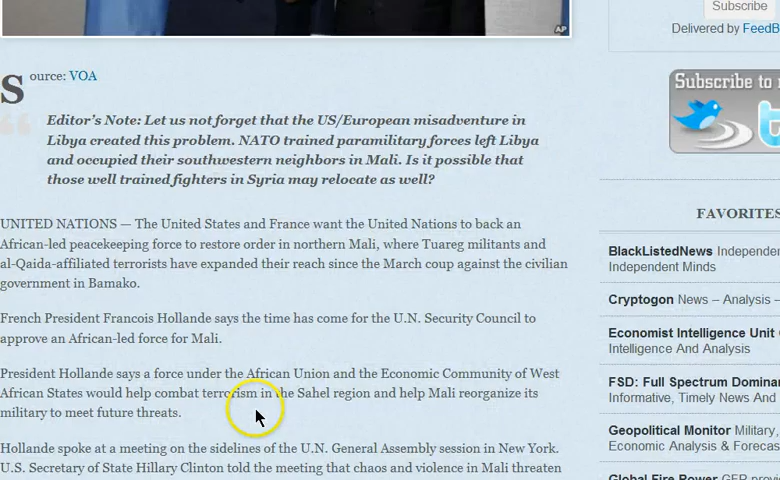 Subscribe
Delivered by FeedB
AP
Source: VOA
Subscribe to
Editor's Note: Let us not forget that the US/European misadventure in
Libya created this problem. NATO trained paramilitary forces left Libya
and occupied their southwestern neighbors in Mali. Is it possible that
those well trained fighters in Syria may relocate as well?
UNITED NATIONS — The United States and France want the United Nations to back an
African-led peacekeeping force to restore order in northern Mali, where Tuareg militants and
al-Qaida-affiliated terrorists have expanded their reach since the March coup against the civilian
government in Bamako.
French President Francois Hollande says the time has come for the U.N. Security Council to
approve an African-led force for Mali.
President Hollande says a force under the African Union and the Economic Community of West
African States would help combat terrorism in the Sahel region and help Mali reorganize its
military to meet future threats.
Hollande spoke at a meeting on the sidelines of the U.N. General Assembly session in New York.
U.S. Secretary of State Hillary Clinton told the meeting that chaos and violence in Mali threaten
FAVORITES
BlackListedNews Independen
Independent Minds
Cryptogon News – Analysis –
Economist Intelligence Unit
Intelligence And Analysis
FSD: Full Spectrum Domina
Informative, Timely News And
Geopolitical Monitor Military,
Economic Analysis & Forecas
Global Fire Power GFP provi